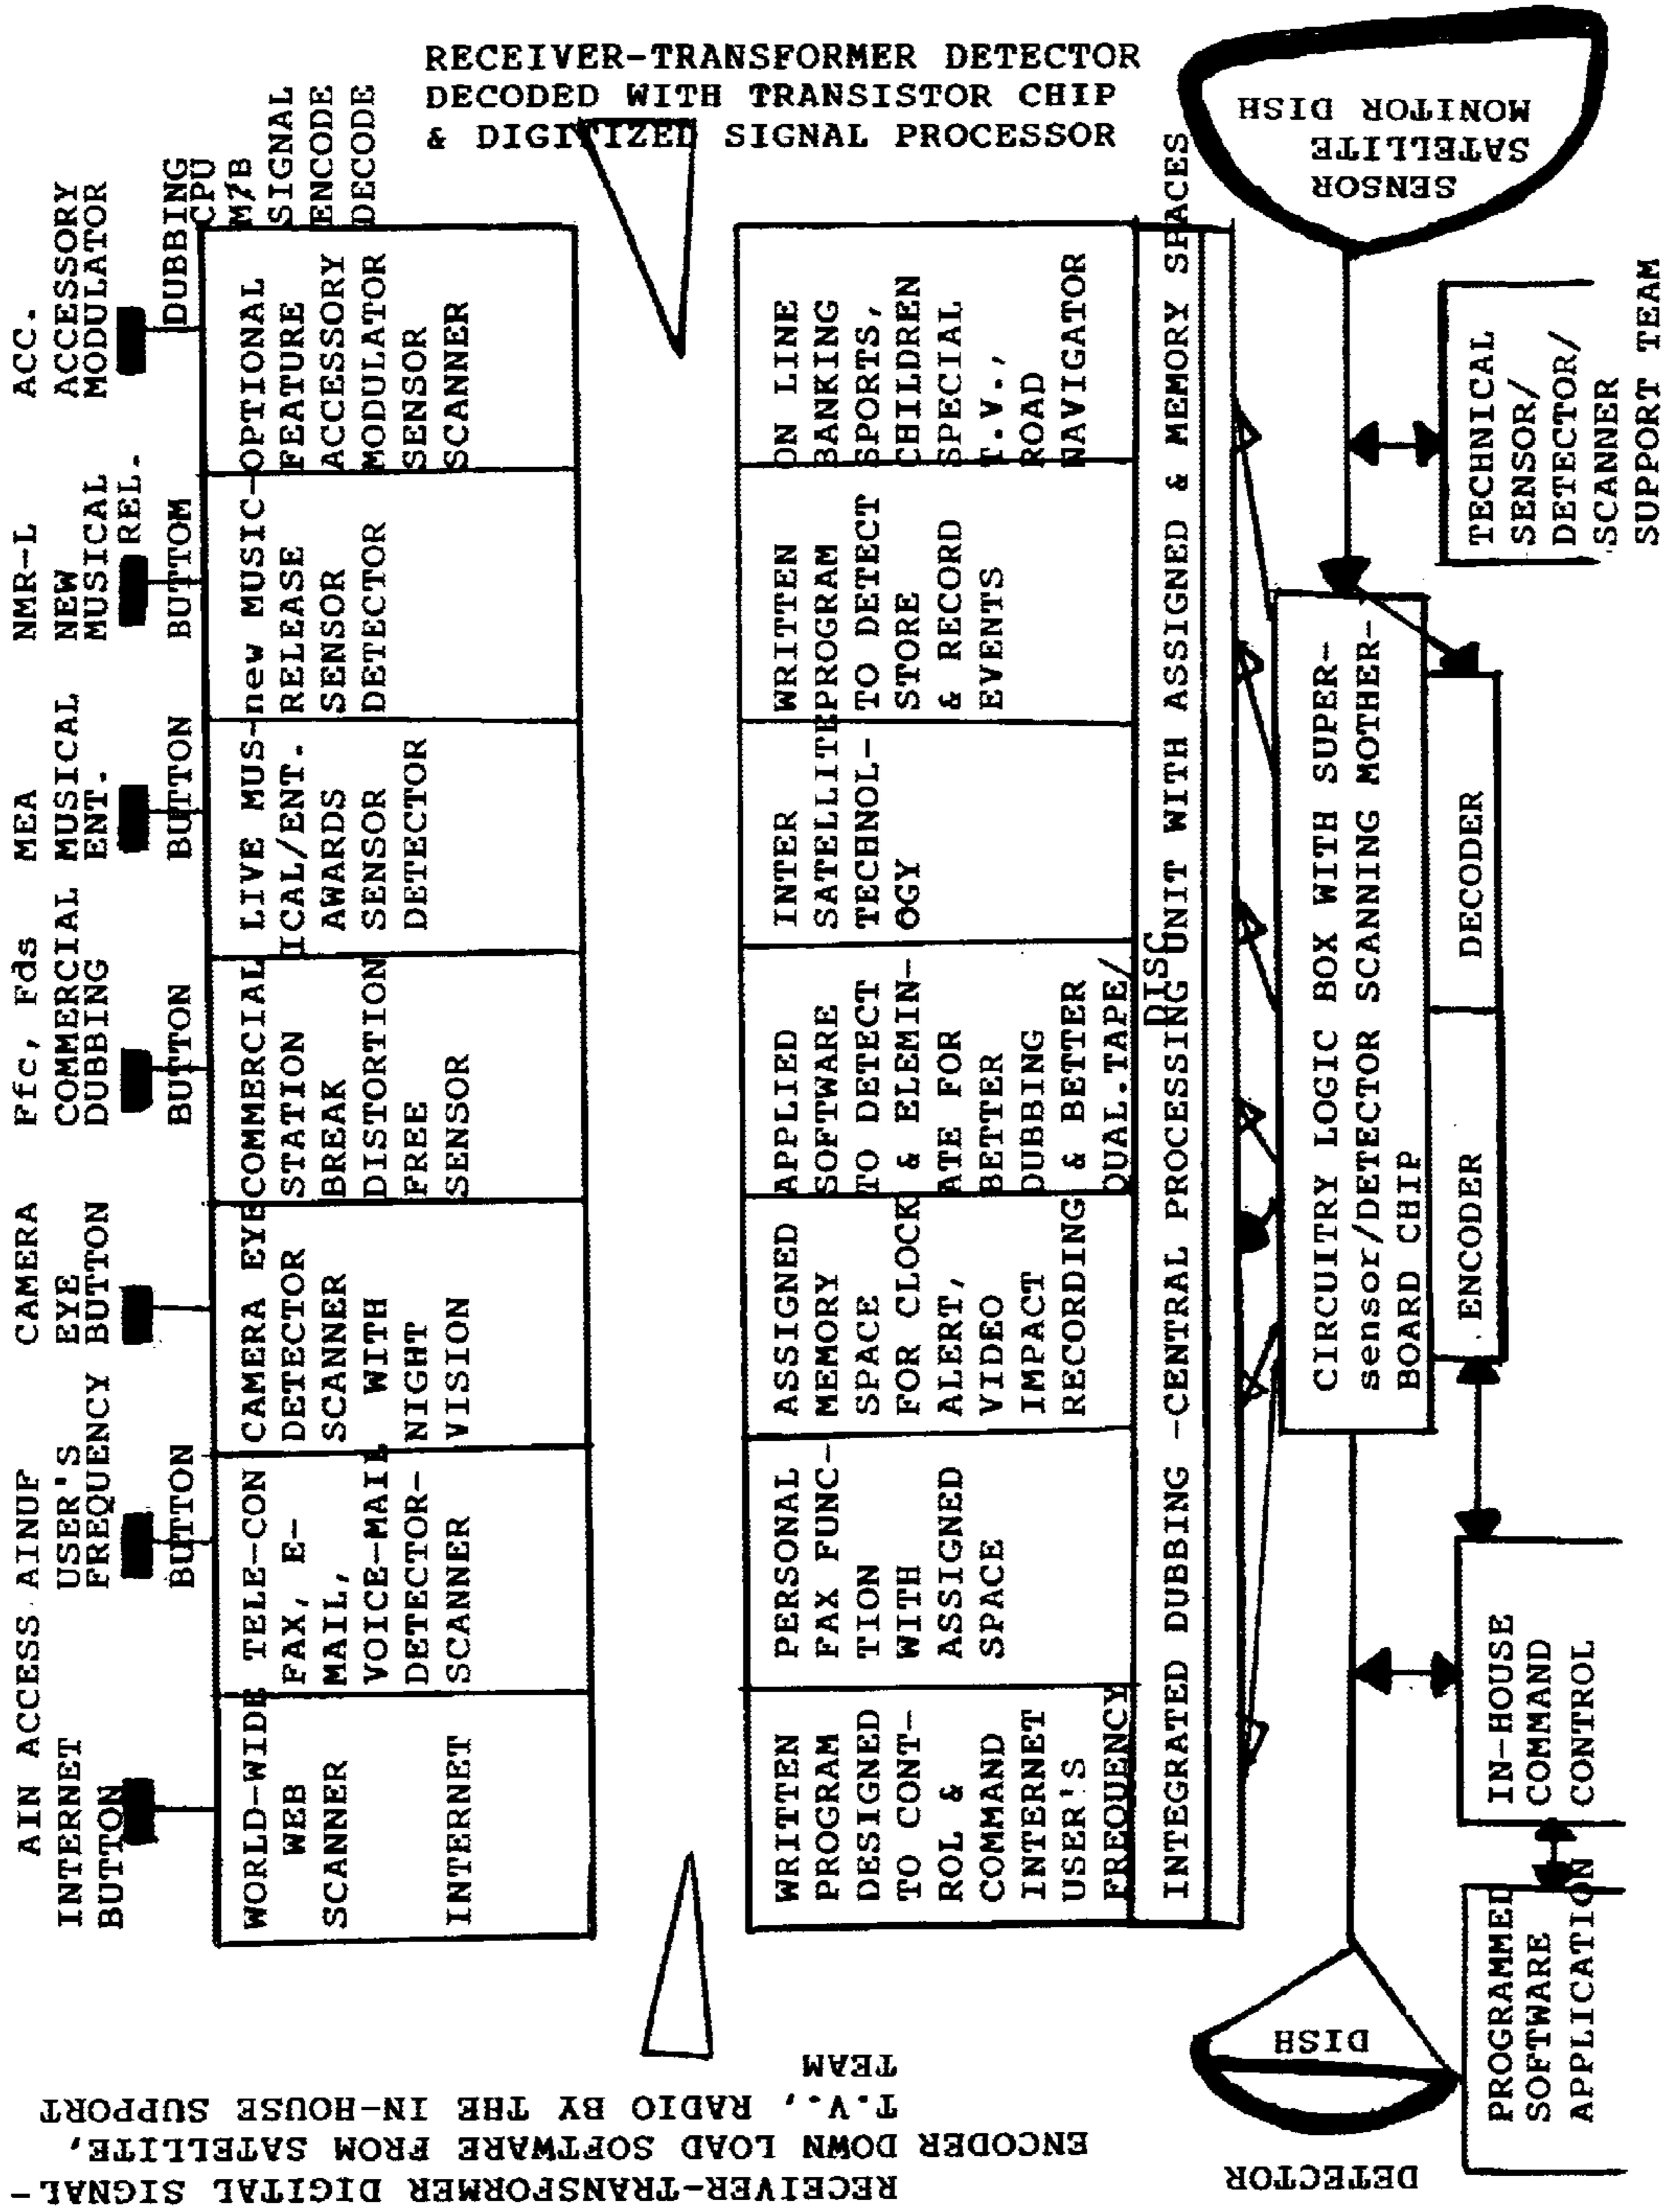 AIN ACCESS
INTERNET
BUTTON
AINUF
USER'S
FREQUENCY
BUTTON
CAMERA
EYE
BUTTON
Ffc, Fds
COMMERCIAL
DUBBING
BUTTON
MEA
MUSICAL
ENT.
BUTTON
NMR-L
NEW
MUSICAL
REL.
BUTTOM
ACC.
ACCESSORY
MODULATOR
DUBBING
CPU
M/B
SIGNAL
ENCODE
DECODE
WORLD-WIDE
WEB
SCANNER
INTERNET
TELE-CON
FAX, E-
MAIL,
VOICE-MAIL
DETECTOR-
SCANNER
CAMERA EYE
DETECTOR
SCANNER
WITH
NIGHT
VISION
COMMERCIAL
STATION
BREAK
DISTORTION
FREE
SENSOR
LIVE MUS-
ICAL/ENT.
AWARDS
SENSOR
DETECTOR
new MUSIC-
RELEASE
SENSOR
DETECTOR
OPTIONAL
FEATURE
ACCESSORY
MODULATOR
SENSOR
SCANNER
RECEIVER-TRANSFORMER DIGITAL SIGNAL-
ENCODER DOWN LOAD SOFTWARE FROM SATELLITE,
T.V., RADIO BY THE IN-HOUSE SUPPORT
TEAM
RECEIVER-TRANSFORMER DETECTOR
DECODED WITH TRANSISTOR CHIP
& DIGITIZED SIGNAL PROCESSOR
WRITTEN
PROGRAM
DESIGNED
TO CONT-
ROL &
COMMAND
INTERNET
USER'S
FREQUENCY
PERSONAL
FAX FUNC-
TION
WITH
ASSIGNED
SPACE
ASSIGNED
MEMORY
SPACE
FOR CLOCK
ALERT,
VIDEO
IMPACT
RECORDING
APPLIED
SOFTWARE
TO DETECT
& ELEMIN-
ATE FOR
BETTER
DUBBING
& BETTER
DUAL.TAPE/
DISC
INTER
SATELLITE
TECHNOL-
OGY
WRITTEN
PROGRAM
TO DETECT
STORE
& RECORD
EVENTS
ON LINE
BANKING
SPORTS,
CHILDREN
SPECIAL
T.V.,
ROAD
NAVIGATOR
INTEGRATED DUBBING -CENTRAL PROCESSING UNIT WITH ASSIGNED & MEMORY SPACES
CIRCUITRY LOGIC BOX WITH SUPER-
sensor/DETECTOR SCANNING MOTHER-
BOARD CHIP
ENCODER
DECODER
DETECTOR
DISH
SENSOR
SATELLITE
MONITOR DISH
PROGRAMMED
SOFTWARE
APPLICATION
IN-HOUSE
COMMAND
CONTROL
TECHNICAL
SENSOR/
DETECTOR/
SCANNER
SUPPORT TEAM